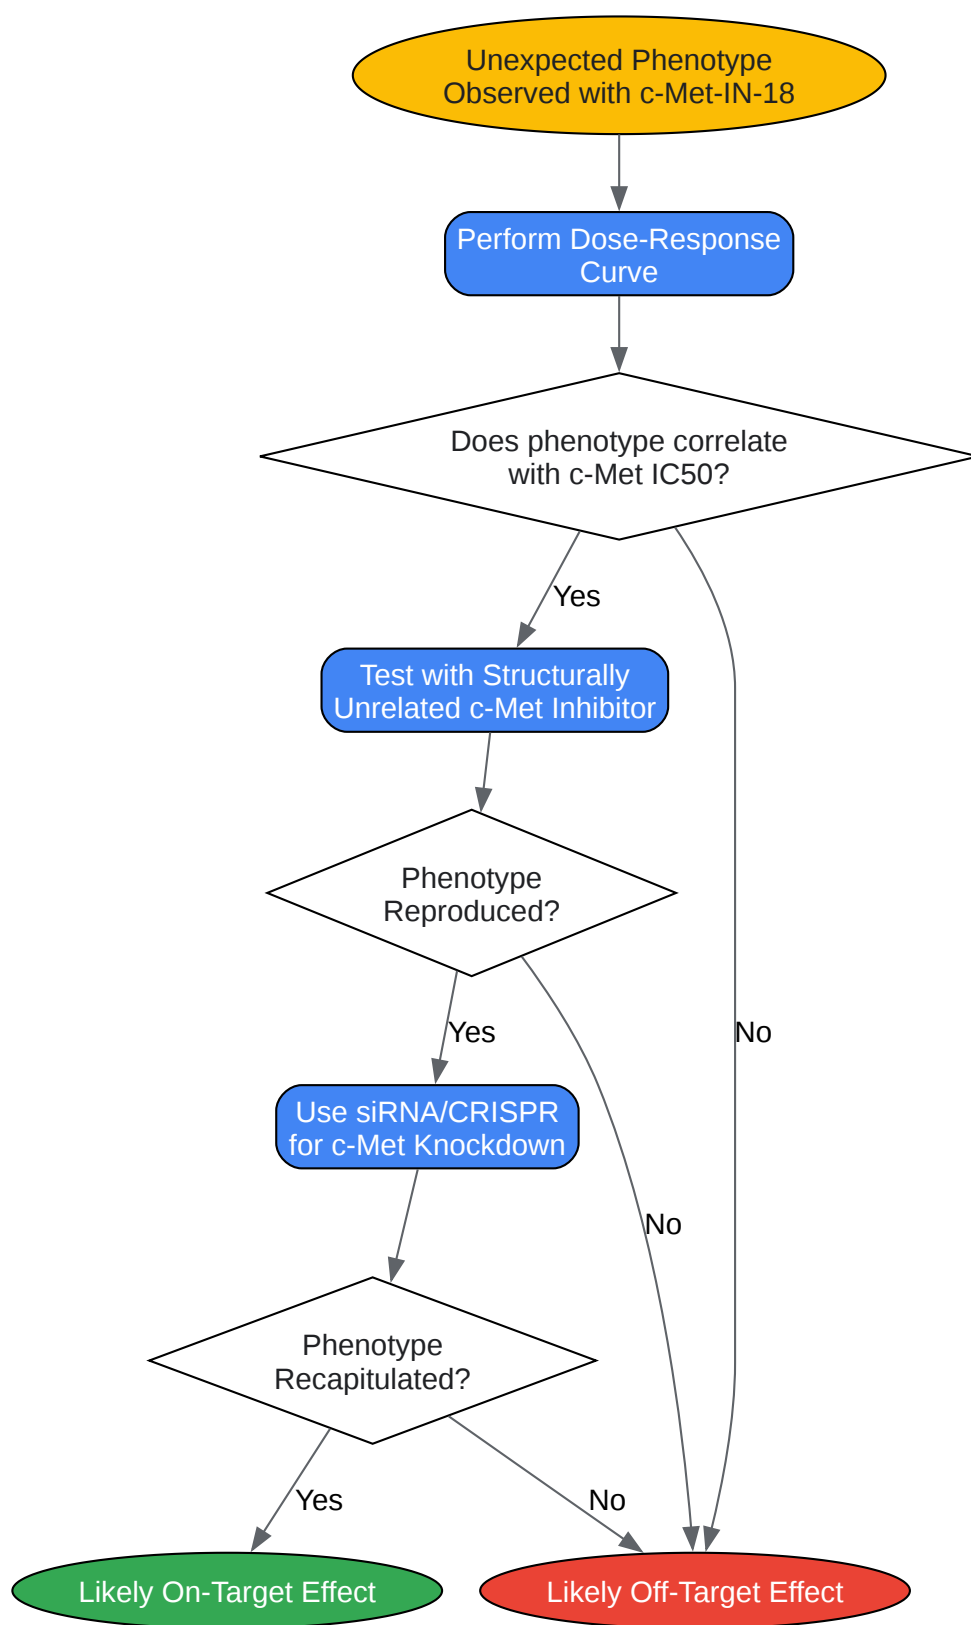 Unexpected Phenotype
Observed with c-Met-IN-18
Perform Dose-Response
Curve
Does phenotype correlate
with c-Met IC50?
Yes
Test with Structurally
Unrelated c-Met Inhibitor
Phenotype
Reproduced?
Yes
No
Use siRNA/CRISPR
for c-Met Knockdown
No
Phenotype
Recapitulated?
Yes
No
Likely On-Target Effect
Likely Off-Target Effect